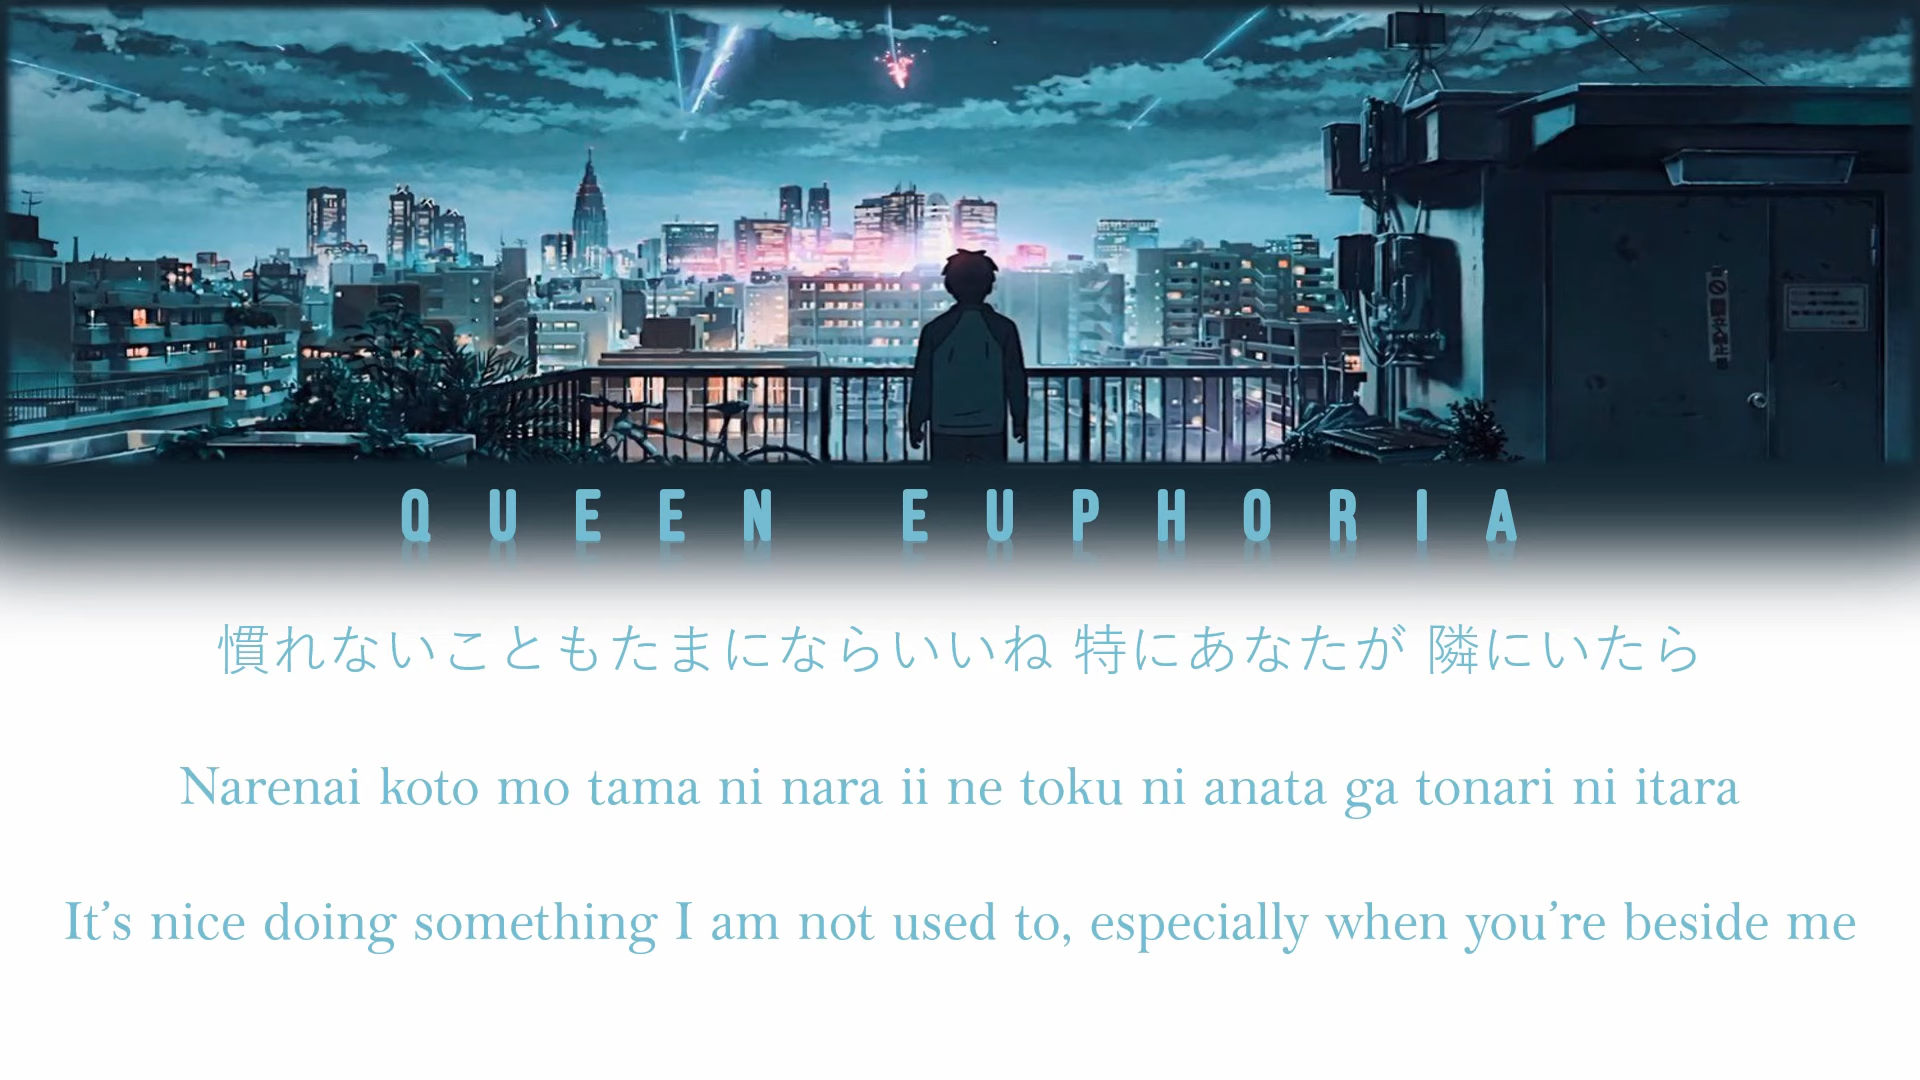 QUEEN EUPHORIA
慣れないこともたまにならいいね 特にあなたが 隣にいたら
Narenai koto mo tama ni nara ii ne toku ni anata ga tonari ni itara
It’s nice doing something I am not used to, especially when you’re beside me